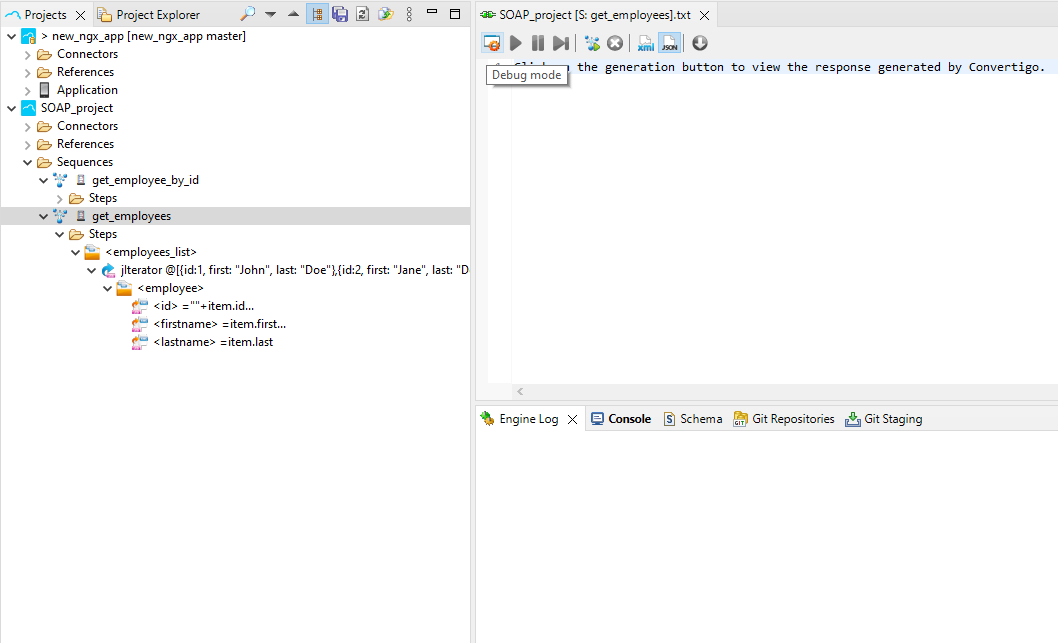 Projects
Project Explorer
> new_ngx_app [new_ngx_app master]
Connectors
References
Application
SOAP_project
Connectors
References
Sequences
get_employee_by_id
Steps
get_employees
Steps
<employees_list>
jIterator @[{id:1, first: "John", last: "Doe"},{id:2, first: "Jane", last: "D
<employee>
<id> =""+item.id...
<firstname> =item.first...
<lastname> =item.last
SOAP_project [S: get_employees].txt
xml JSON
the generation button to view the response generated by Convertigo.
Debug mode
Engine Log
Console
S Schema
GIT Git Repositories
Git Staging